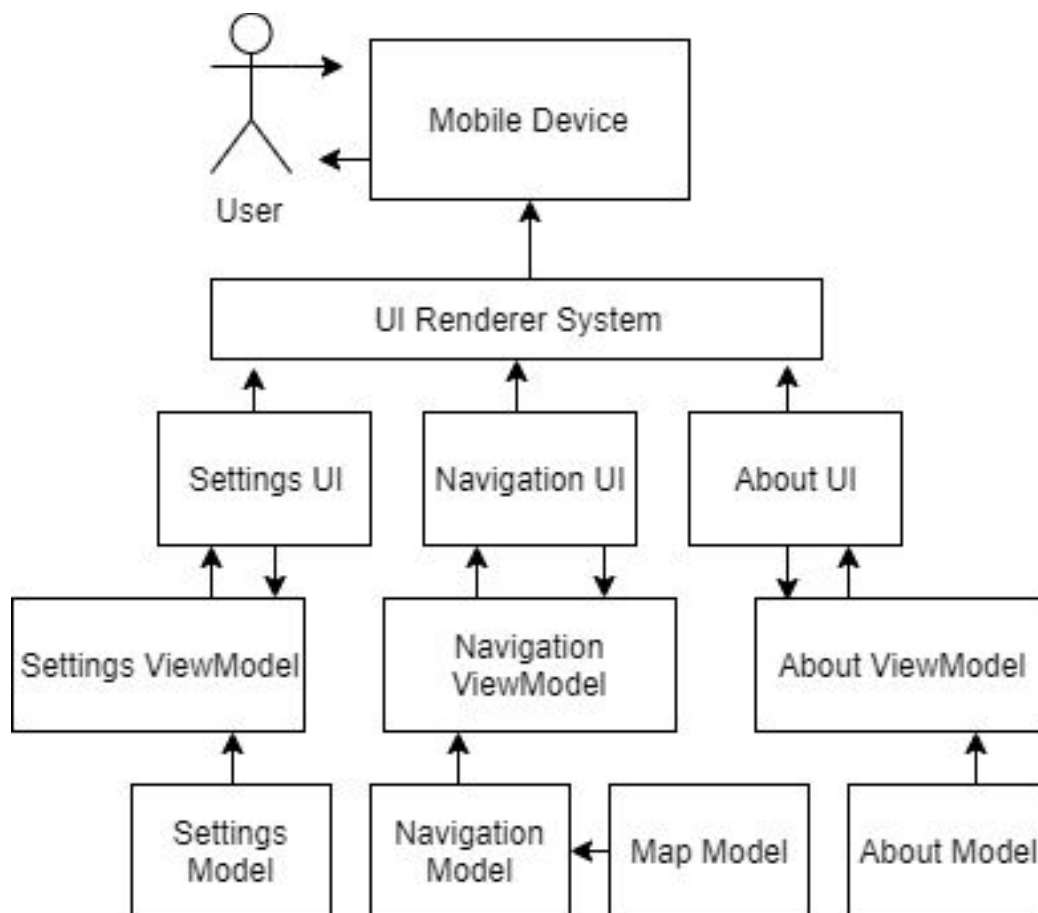 Mobile Device
User
UI Renderer System
Settings UI
Navigation UI
About UI
Settings ViewModel
Navigation
ViewModel
About ViewModel
Settings
Model
Navigation
Model
Map Model
About Model